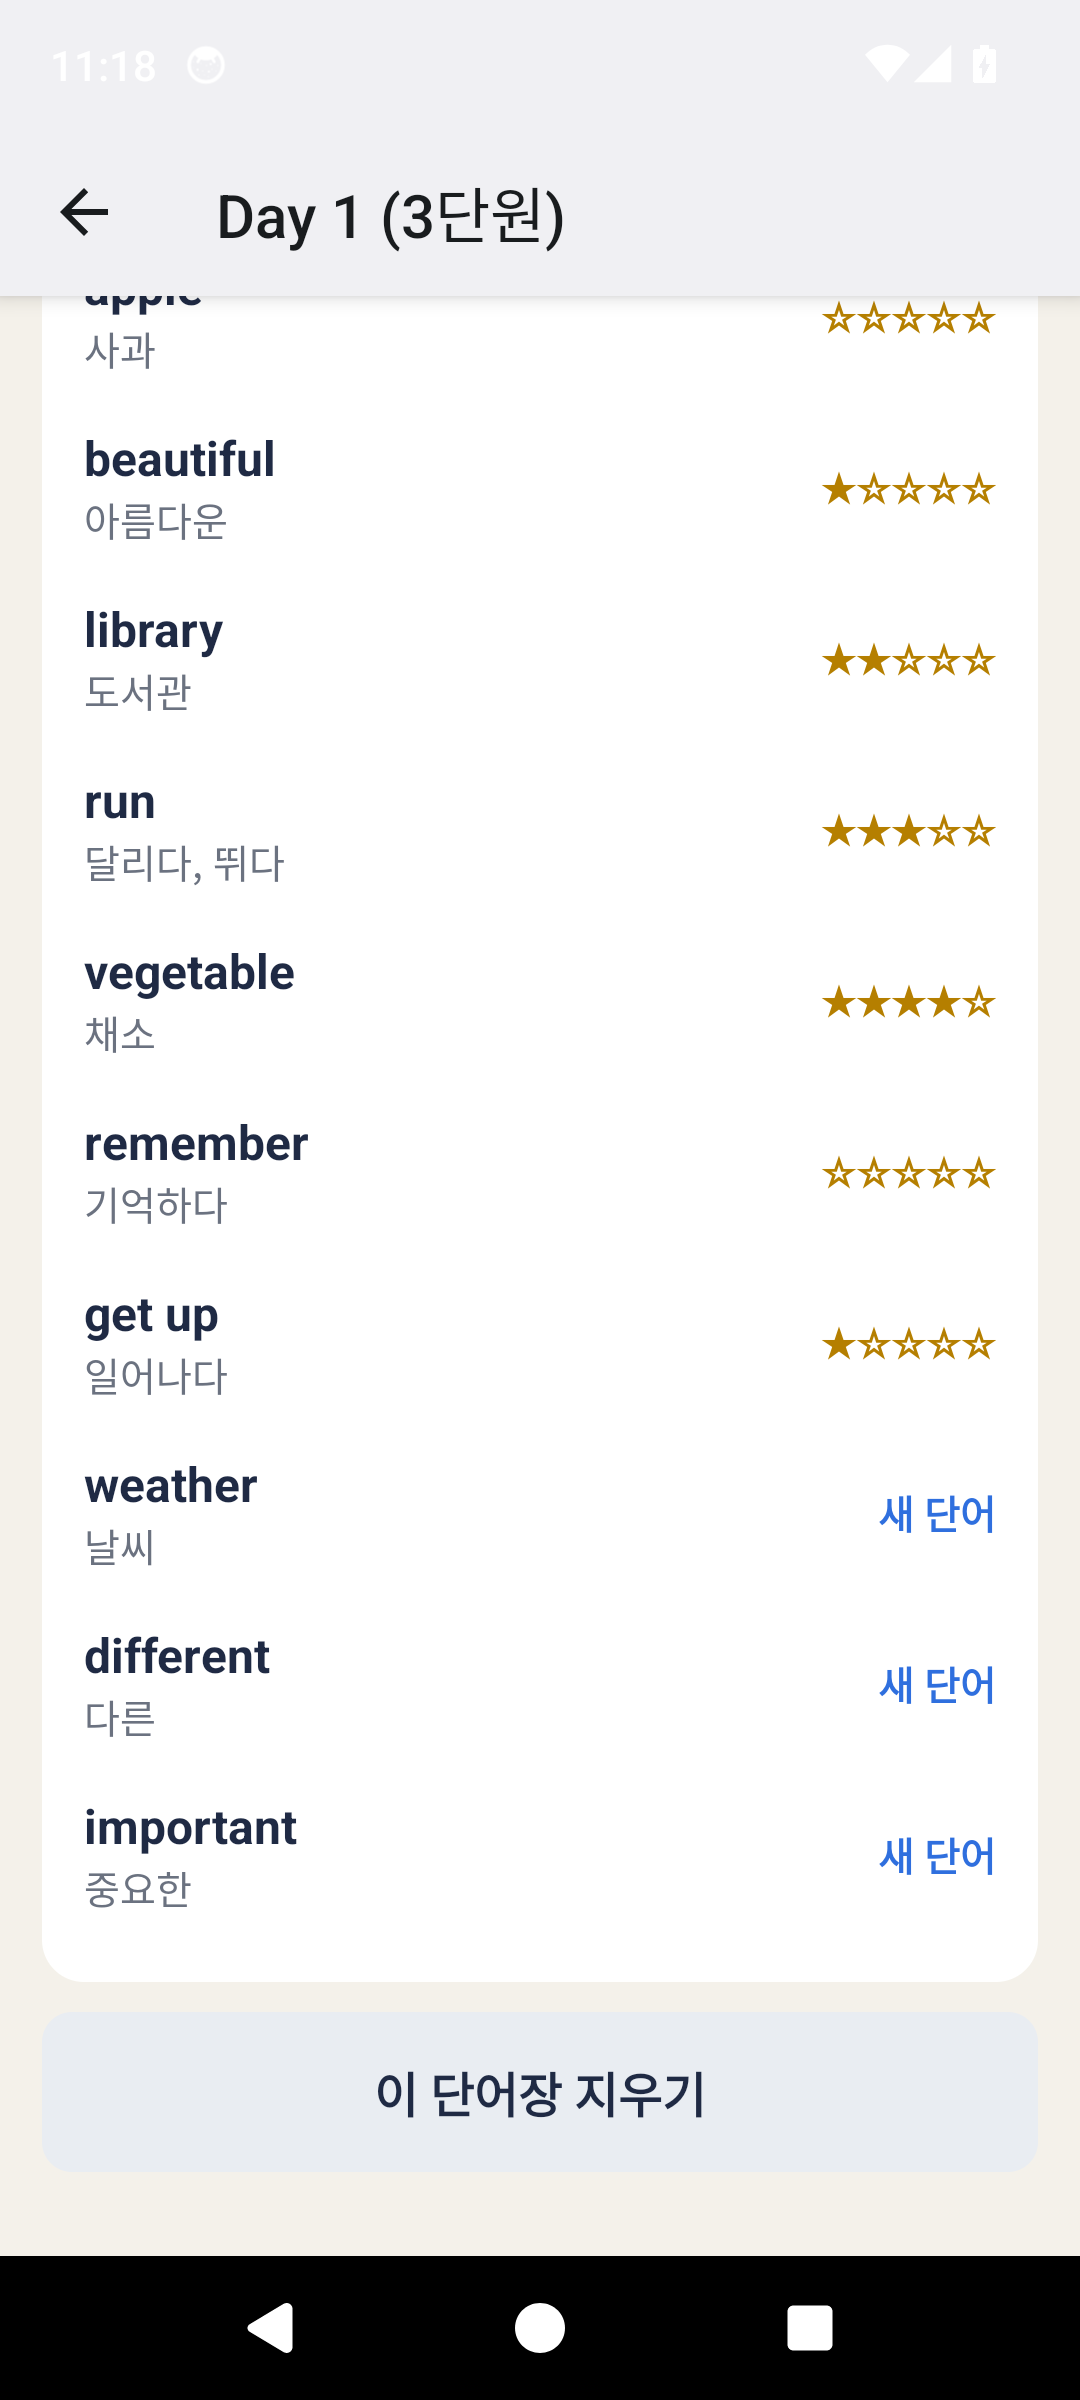 11:18
Day 1 (3단원)
apple
☆☆☆☆☆
사과
beautiful
★☆☆☆☆
아름다운
library
★★☆☆☆
도서관
run
★★★☆☆
달리다, 뛰다
vegetable
★★★★☆
채소
remember
☆☆☆☆☆
기억하다
get up
★☆☆☆☆
일어나다
weather
새 단어
날씨
different
새 단어
다른
important
새 단어
중요한
이 단어장 지우기